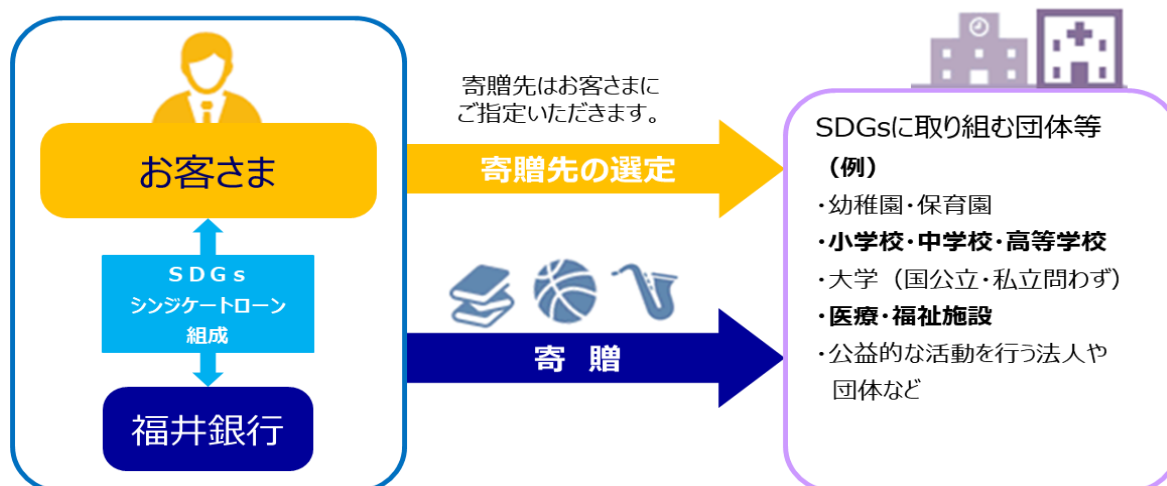 お客さま
SDGs
シンジケートローン
組成
福井銀行
寄贈先はお客さまに
ご指定いただきます。
寄贈先の選定
寄 贈
SDGsに取り組む団体等
(例)
・幼稚園・保育園
・小学校・中学校・高等学校
・大学(国公立・私立問わず)
・医療・福祉施設
・公益的な活動を行う法人や
団体など